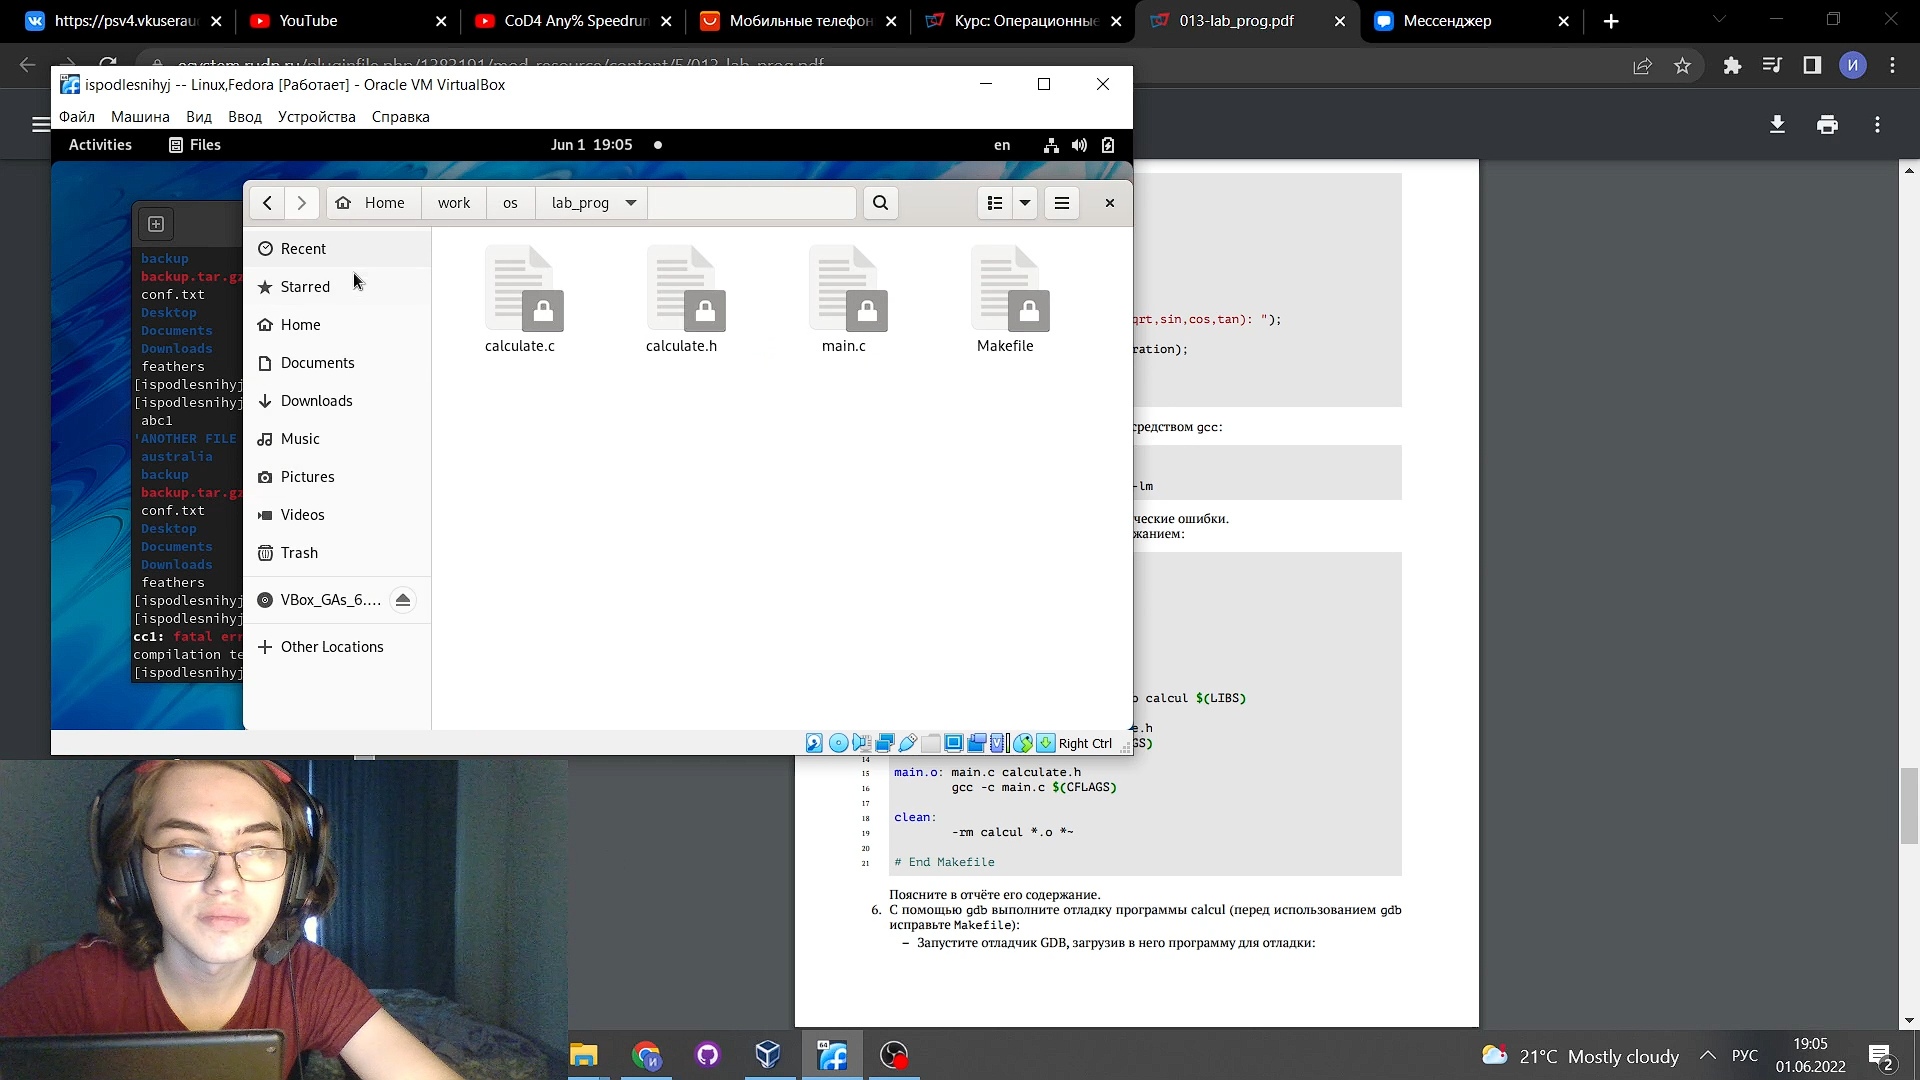 https://psv4.vkuserau
YouTube
CoD4 Any% Speedrun
Мобильные телефон
Курс: Операционные
013-lab_prog.pdf
Мессенджер
И
ispodlesnihyj -- Linux,Fedora [Работает] - Oracle VM VirtualBox
Файл Машина Вид Ввод Устройства Справка
Activities Files Jun 1 19:05 en
Home work os lab_prog
Recent
Starred
Home
Documents
Downloads
Music
Pictures
Videos
Trash
VBox_GAs_6....
Other Locations
calculate.c calculate.h main.c Makefile
backup
backup.tar.gz
conf.txt
Desktop
Documents
Downloads
feathers
[ispodlesnihyj
[ispodlesnihyj
abc1
'ANOTHER FILE
australia
backup
backup.tar.gz
conf.txt
Desktop
Documents
Downloads
feathers
[ispodlesnihyj
[ispodlesnihyj
cc1: fatal err
compilation te
[ispodlesnihyj
Right Ctrl
qrt,sin,cos,tan): ");
ration);
средством gcc:
-lm
ческие ошибки.
жанием:
o calcul $(LIBS)
e.h
GS)
14
15 main.o: main.c calculate.h
16 gcc -c main.c $(CFLAGS)
17
18 clean:
19 -rm calcul *.o *~
20
21 # End Makefile
Поясните в отчёте его содержание.
6. С помощью gdb выполните отладку программы calcul (перед использованием gdb
исправьте Makefile):
– Запустите отладчик GDB, загрузив в него программу для отладки:
64
21°C Mostly cloudy
РУС
19:05
01.06.2022
2